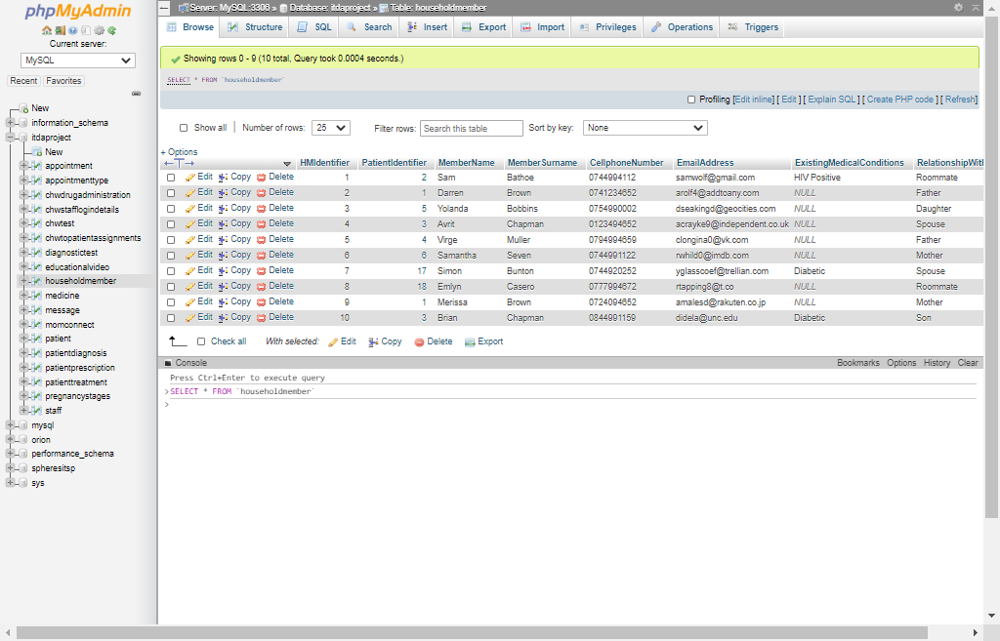 phpMyAdmin
Current server:
MySQL
Recent Favorites
New
information_schema
itdaproject
New
appointment
appointmenttype
chwdrugadministration
chwstafflogindetails
chwtest
chwtopatientassignments
diagnostictest
educationalvideo
householdmember
medicine
message
momconnect
patient
patientdiagnosis
patientprescription
patienttreatment
pregnancystages
staff
mysql
orion
performance_schema
spheresitsp
sys
Server: MySQL:3308 » Database: itdaproject » Table: householdmember
Browse Structure SQL Search Insert Export Import Privileges Operations Triggers
Showing rows 0 - 9 (10 total, Query took 0.0004 seconds.)
SELECT * FROM `householdmember`
Profiling [Edit inline] [ Edit ] [ Explain SQL ] [ Create PHP code ] [ Refresh]
Show all | Number of rows: 25 Filter rows: Search this table Sort by key: None
+ Options
HMIdentifier PatientIdentifier MemberName MemberSurname CellphoneNumber EmailAddress ExistingMedicalConditions RelationshipWith
Edit Copy Delete 1 2 Sam Bathoe 0744994112 samwolf@gmail.com HIV Positive Roommate
Edit Copy Delete 2 1 Darren Brown 0741234652 arolf4@addtoany.com NULL Father
Edit Copy Delete 3 5 Yolanda Bobbins 0754990002 dseakingd@geocities.com NULL Daughter
Edit Copy Delete 4 3 Avrit Chapman 0123494652 acrayke9@independent.co.uk NULL Spouse
Edit Copy Delete 5 4 Virge Muller 0794994659 clongina0@vk.com NULL Father
Edit Copy Delete 6 6 Samantha Seven 0744991122 rwhild0@imdb.com NULL Mother
Edit Copy Delete 7 17 Simon Bunton 0744920252 yglasscoef@trellian.com Diabetic Spouse
Edit Copy Delete 8 18 Emlyn Casero 0777994672 rtapping8@t.co NULL Roommate
Edit Copy Delete 9 1 Merissa Brown 0724094652 amalesd@rakuten.co.jp NULL Mother
Edit Copy Delete 10 3 Brian Chapman 0844991159 didela@unc.edu Diabetic Son
Check all With selected: Edit Copy Delete Export
Console Bookmarks Options History Clear
Press Ctrl+Enter to execute query
>SELECT * FROM `householdmember`
>